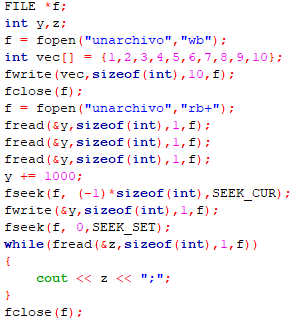 FILE *f;
int y,z;
f = fopen("unarchivo","wb");
int vec[] = {1,2,3,4,5,6,7,8,9,10};
fwrite(vec,sizeof(int),10,f);
fclose(f);
f = fopen("unarchivo","rb+");
fread(&y,sizeof(int),1,f);
fread(&y,sizeof(int),1,f);
fread(&y,sizeof(int),1,f);
y += 1000;
fseek(f, (-1)*sizeof(int),SEEK_CUR);
fwrite(&y,sizeof(int),1,f);
fseek(f, 0,SEEK_SET);
while(fread(&z,sizeof(int),1,f))
{
    cout << z << ";";
}
fclose(f);